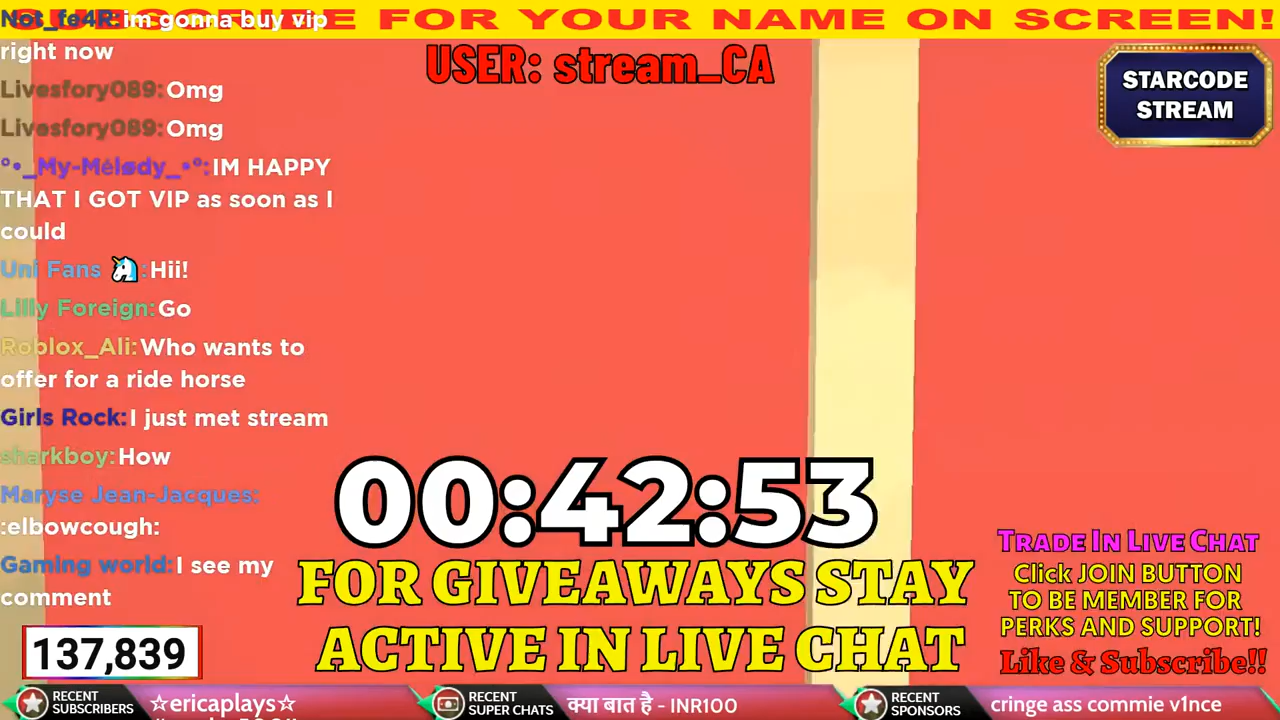 SUBSCRIBE FOR YOUR NAME ON SCREEN!
Not_fe4R:im gonna buy vip
right now
Livesfory089:Omg
Livesfory089:Omg
°•_My-Mélødy_•°:IM HAPPY
THAT I GOT VIP as soon as I
could
Uni Fans 🦄:Hii!
Lilly Foreign:Go
Roblox_Ali:Who wants to
offer for a ride horse
Girls Rock:I just met stream
sharkboy:How
Maryse Jean-Jacques:
:elbowcough:
Gaming world:I see my
comment
137,839
USER: stream_CA
STARCODE
STREAM
00:42:53
FOR GIVEAWAYS STAY
ACTIVE IN LIVE CHAT
TRADE IN LIVE CHAT
Click JOIN BUTTON
TO BE MEMBER FOR
PERKS AND SUPPORT!
Like & Subscribe!!
RECENT
SUBSCRIBERS
☆ericaplays☆
RECENT
SUPER CHATS
क्या बात है - INR100
RECENT
SPONSORS
cringe ass commie v1nce